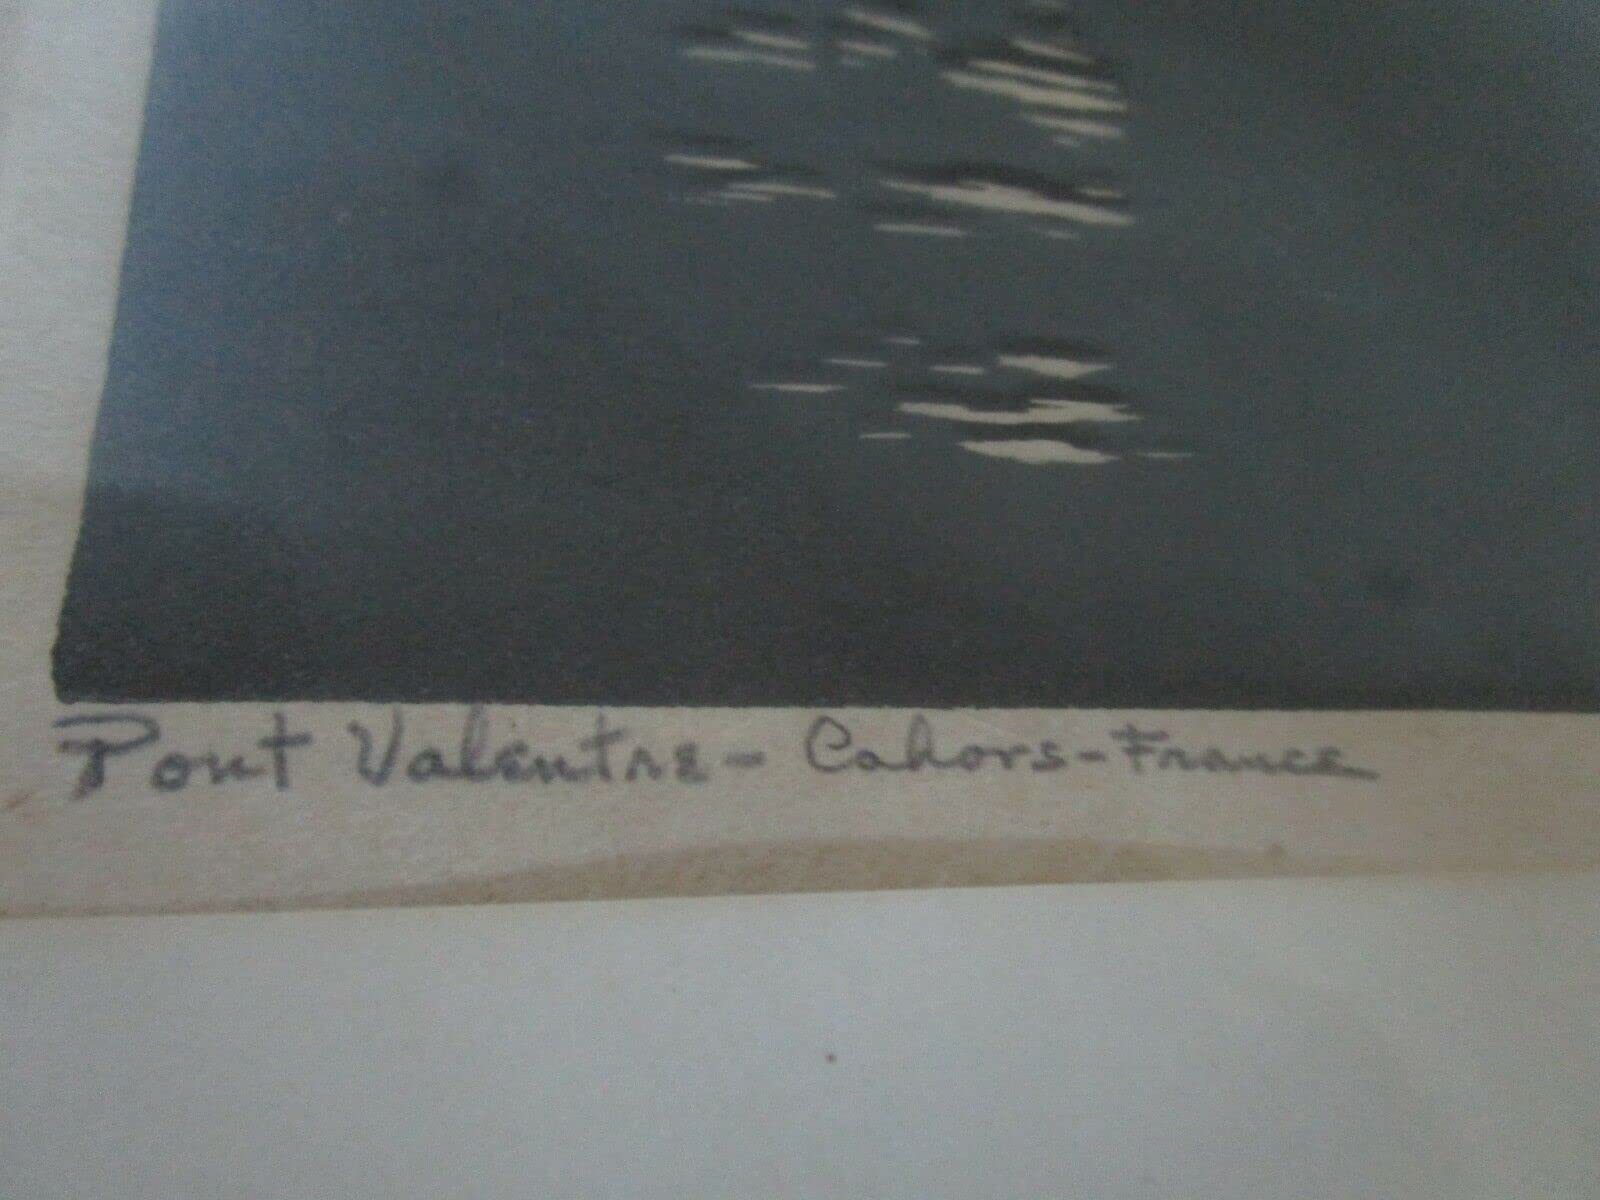 Pont Valentre - Cahors - France